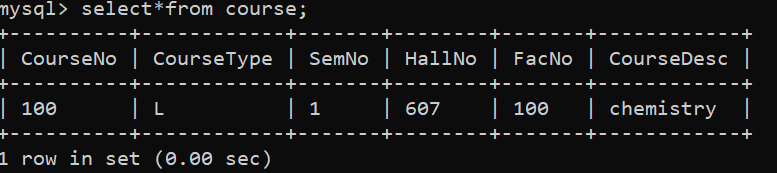 mysql> select*from course;
+----------+------------+-------+--------+-------+------------+
| CourseNo | CourseType | SemNo | HallNo | FacNo | CourseDesc |
+----------+------------+-------+--------+-------+------------+
| 100      | L          | 1     | 607    | 100   | chemistry  |
+----------+------------+-------+--------+-------+------------+
1 row in set (0.00 sec)